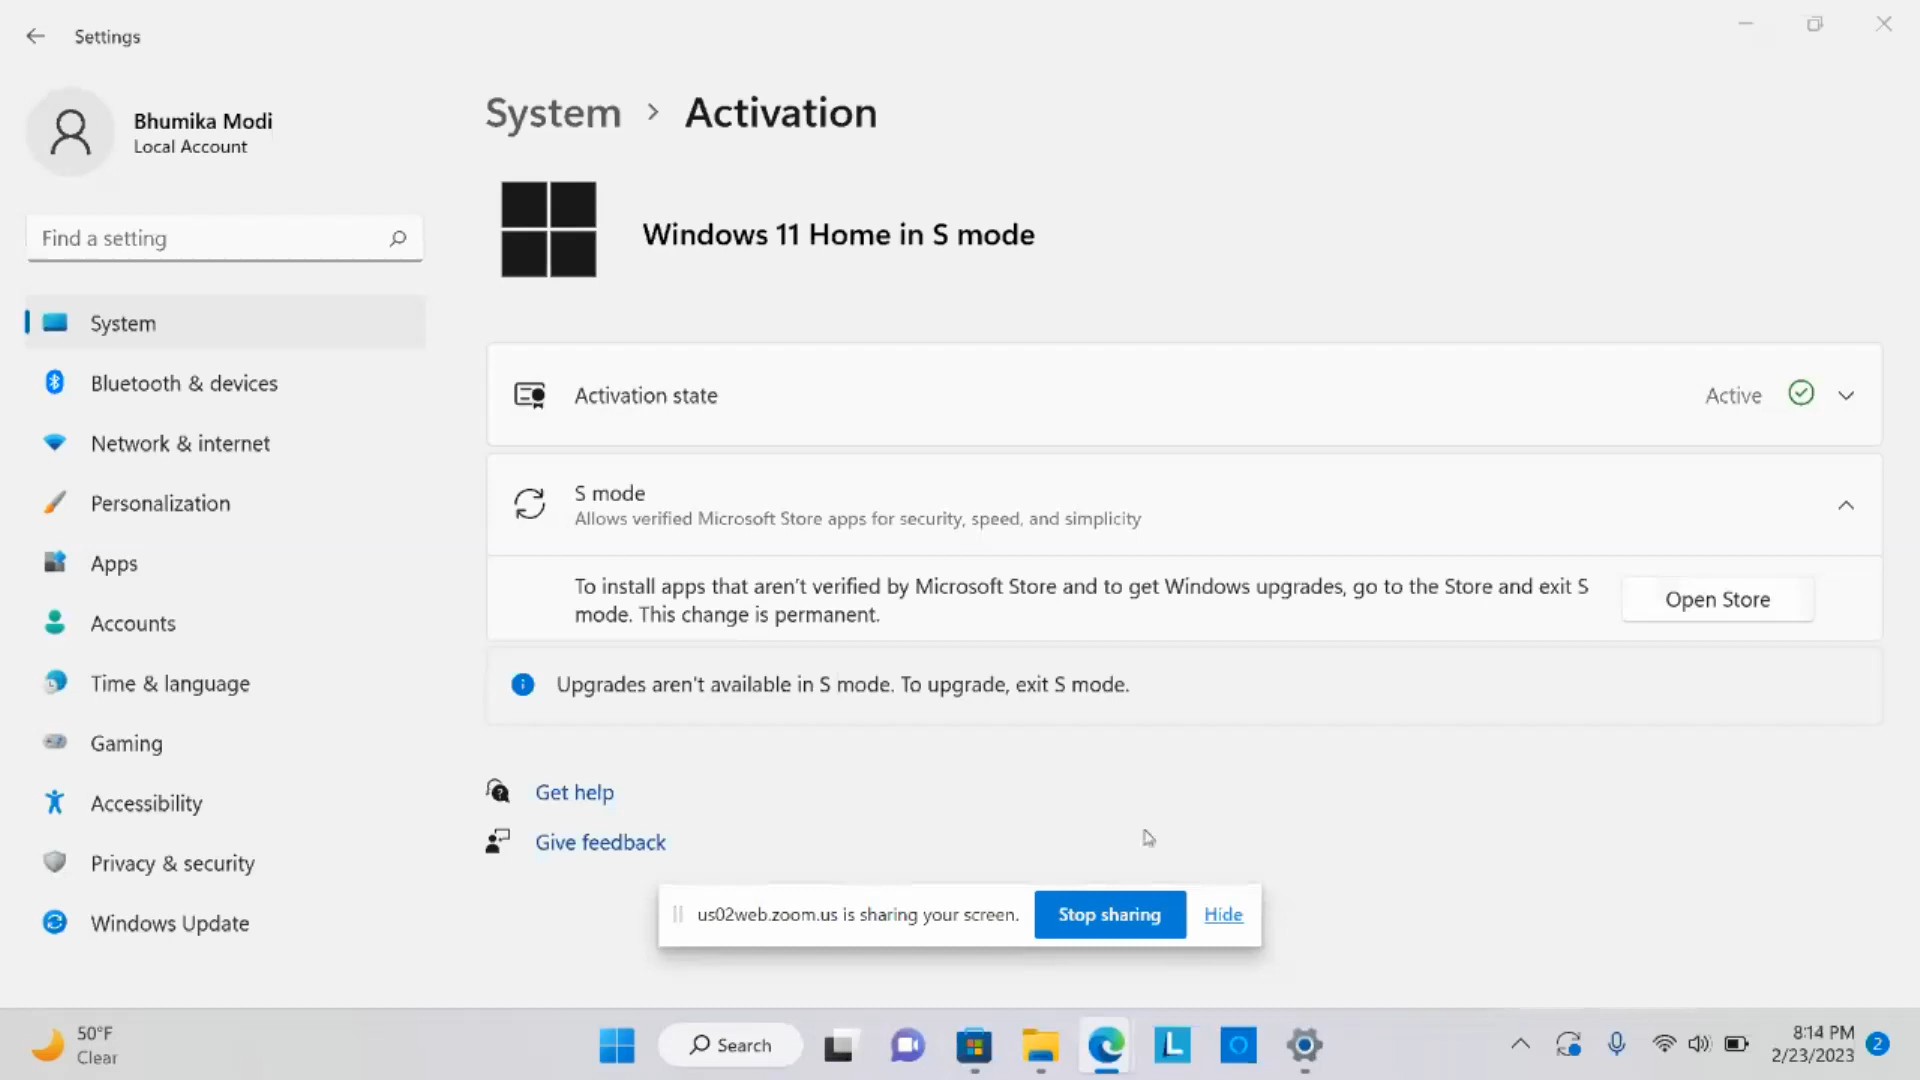 Settings
Bhumika Modi
Local Account
Find a setting
System
Bluetooth & devices
Network & internet
Personalization
Apps
Accounts
Time & language
Gaming
Accessibility
Privacy & security
Windows Update
System > Activation
Windows 11 Home in S mode
Activation state
Active
S mode
Allows verified Microsoft Store apps for security, speed, and simplicity
To install apps that aren't verified by Microsoft Store and to get Windows upgrades, go to the Store and exit S
mode. This change is permanent.
Open Store
Upgrades aren't available in S mode. To upgrade, exit S mode.
Get help
Give feedback
us02web.zoom.us is sharing your screen.
Stop sharing
Hide
50°F
Clear
Search
L
8:14 PM
2/23/2023
2